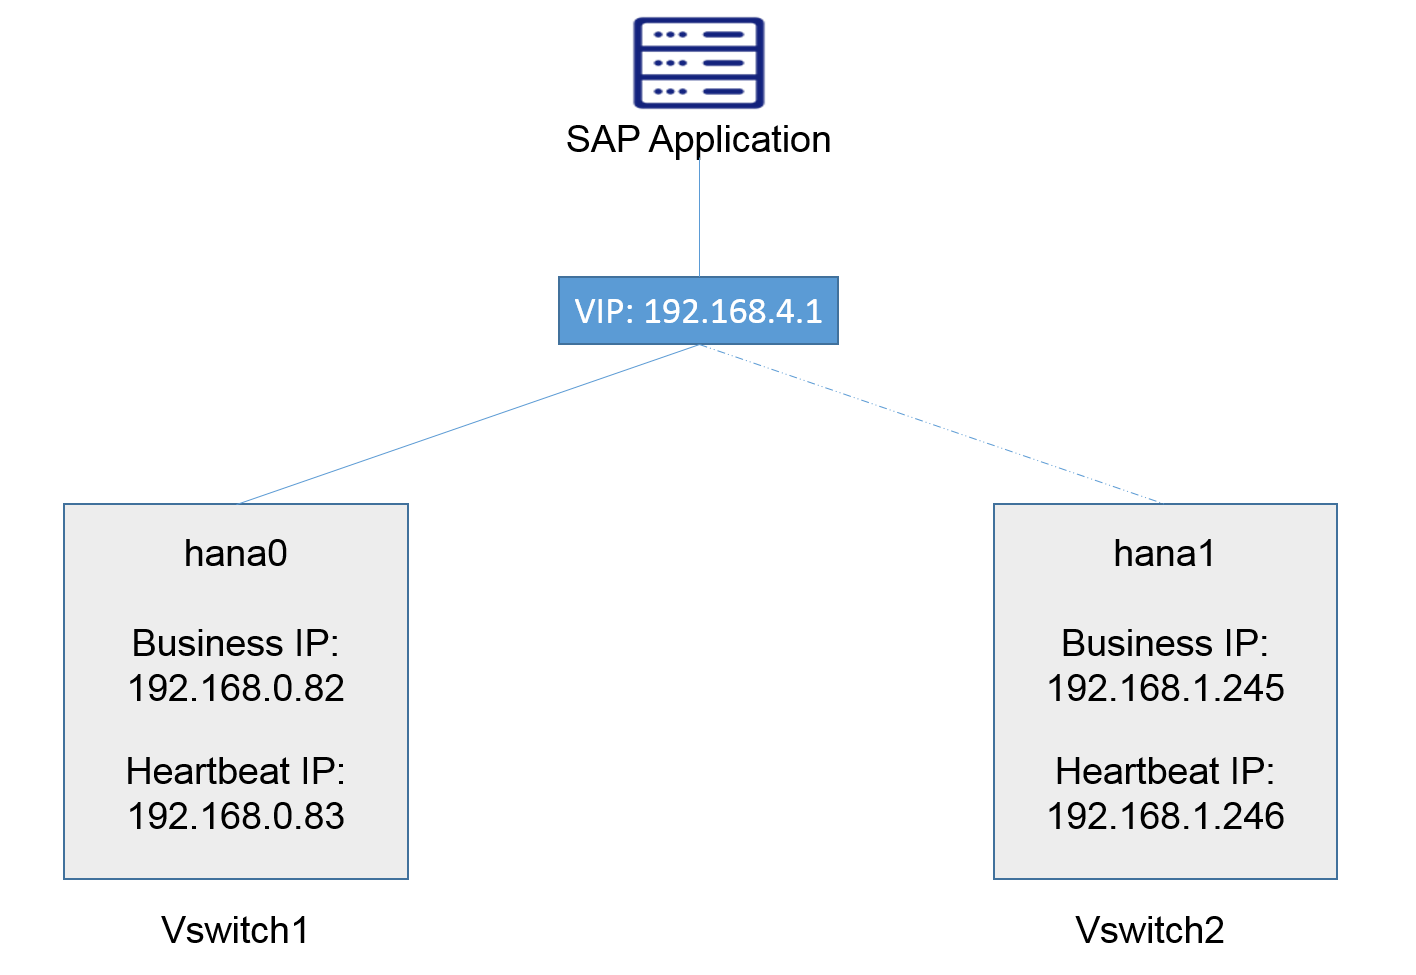 SAP Application
VIP: 192.168.4.1
hana0
Business IP:
192.168.0.82
Heartbeat IP:
192.168.0.83
Vswitch1
hana1
Business IP:
192.168.1.245
Heartbeat IP:
192.168.1.246
Vswitch2